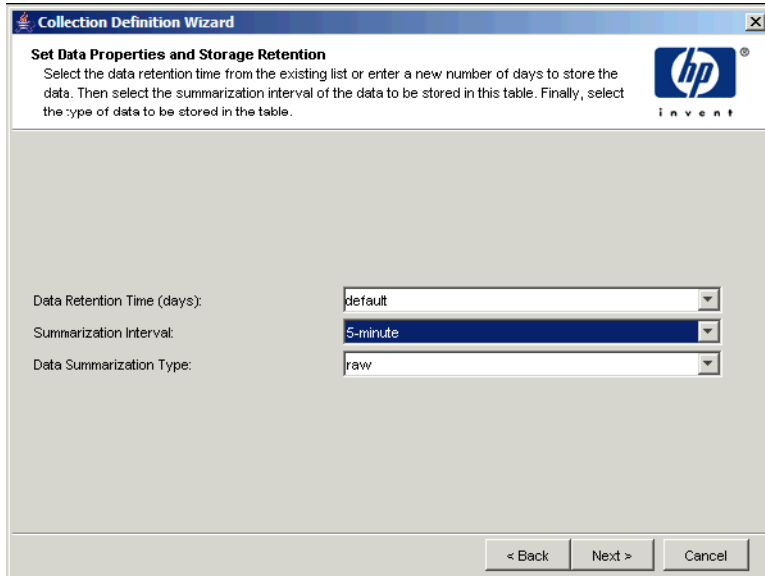 Collection Definition Wizard
Set Data Properties and Storage Retention
Select the data retention time from the existing list or enter a new number of days to store the
data. Then select the summarization interval of the data to be stored in this table. Finally, select
the type of data to be stored in the table.
hp
®
invent
Data Retention Time (days):
default
Summarization Interval:
5-minute
Data Summarization Type:
raw
< Back
Next >
Cancel